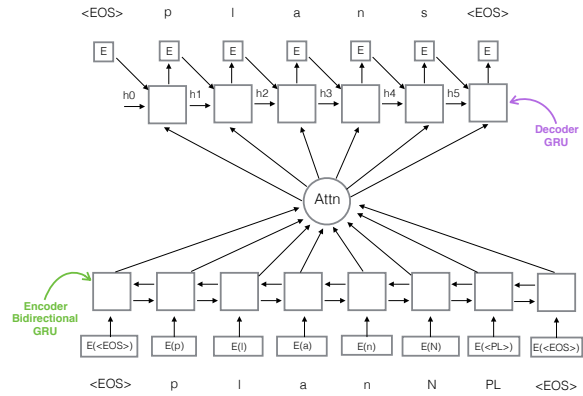 <EOS> p l a n s <EOS>
E E E E E E E
h0 h1 h2 h3 h4 h5
Decoder
GRU
Attn
Encoder
Bidirectional
GRU
E(<EOS>) E(p) E(l) E(a) E(n) E(N) E(<PL>) E(<EOS>)
<EOS> p l a n N PL <EOS>